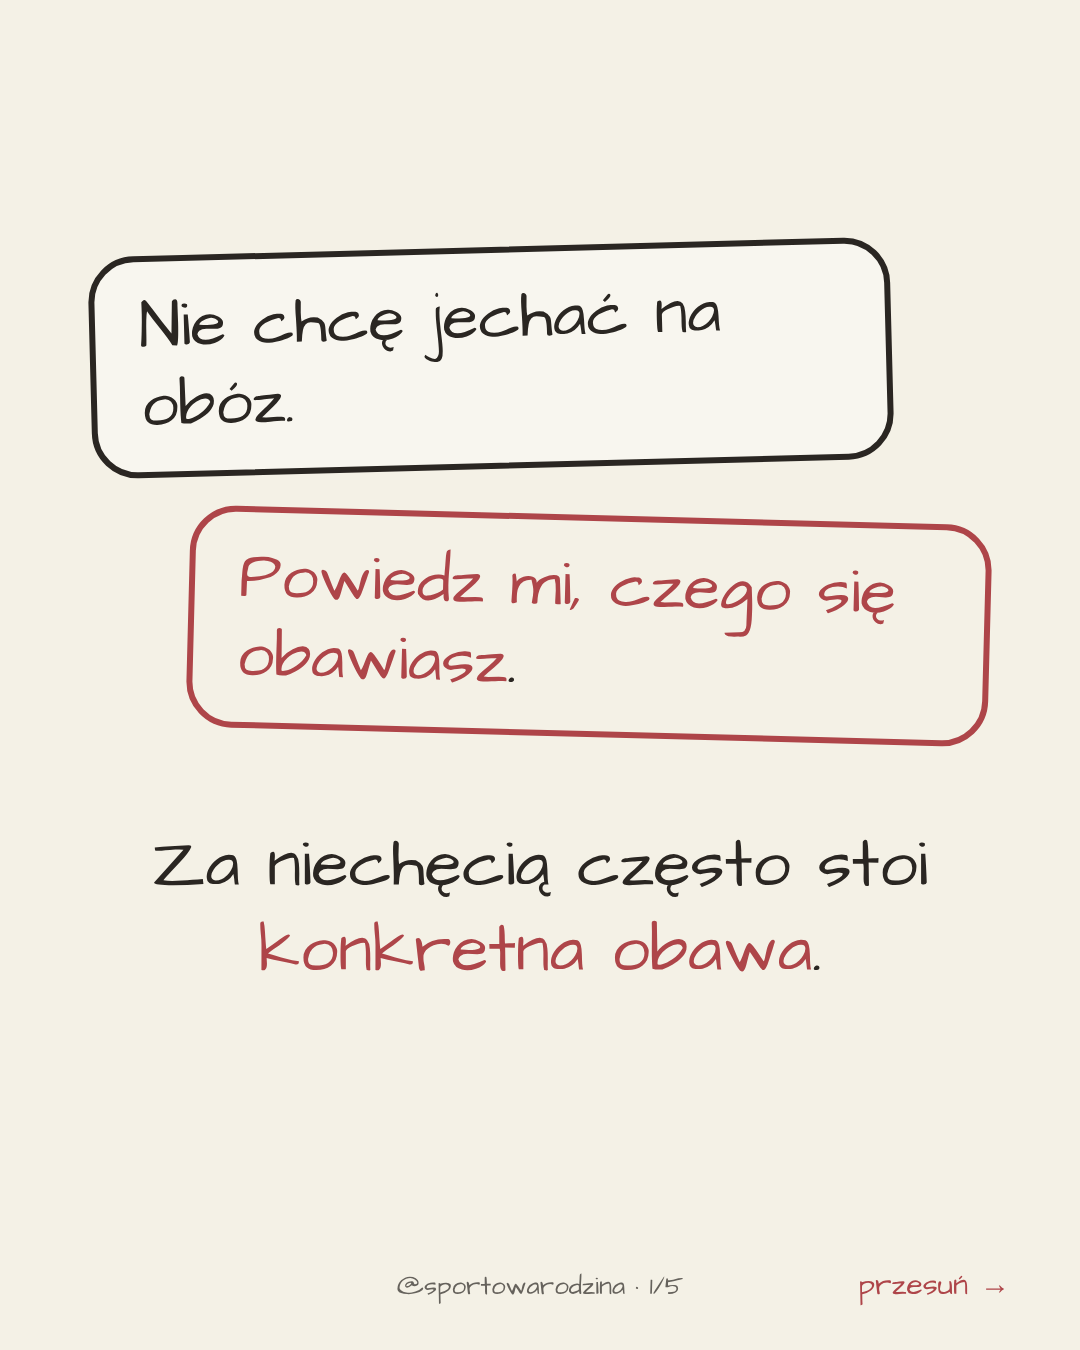 Nie chcę jechać na
obóz.
Powiedz mi, czego się
obawiasz.
Za niechęcią często stoi
konkretna obawa.
@sportowarodzina · 1/5
przesuń →